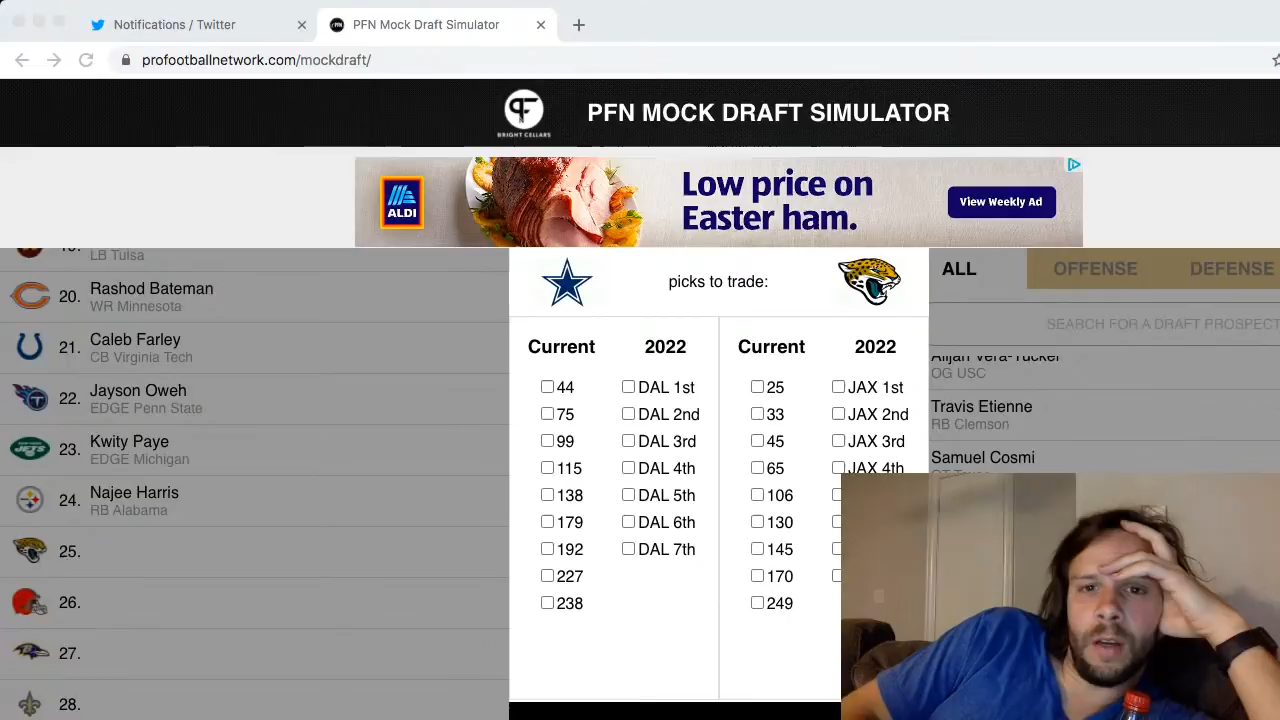 Notifications / Twitter
PFN Mock Draft Simulator
profootballnetwork.com/mockdraft/
BRIGHT CELLARS
PFN MOCK DRAFT SIMULATOR
ALDI
Low price on
Easter ham.
View Weekly Ad
LB Tulsa
20. Rashod Bateman
WR Minnesota
21. Caleb Farley
CB Virginia Tech
22. Jayson Oweh
EDGE Penn State
23. Kwity Paye
EDGE Michigan
24. Najee Harris
RB Alabama
25.
26.
27.
28.
picks to trade:
Current 2022
44 DAL 1st
75 DAL 2nd
99 DAL 3rd
115 DAL 4th
138 DAL 5th
179 DAL 6th
192 DAL 7th
227
238
Current 2022
25 JAX 1st
33 JAX 2nd
45 JAX 3rd
65 JAX 4th
106
130
145
170
249
ALL OFFENSE DEFENSE
SEARCH FOR A DRAFT PROSPECT
Alijah Vera-Tucker
OG USC
Travis Etienne
RB Clemson
Samuel Cosmi